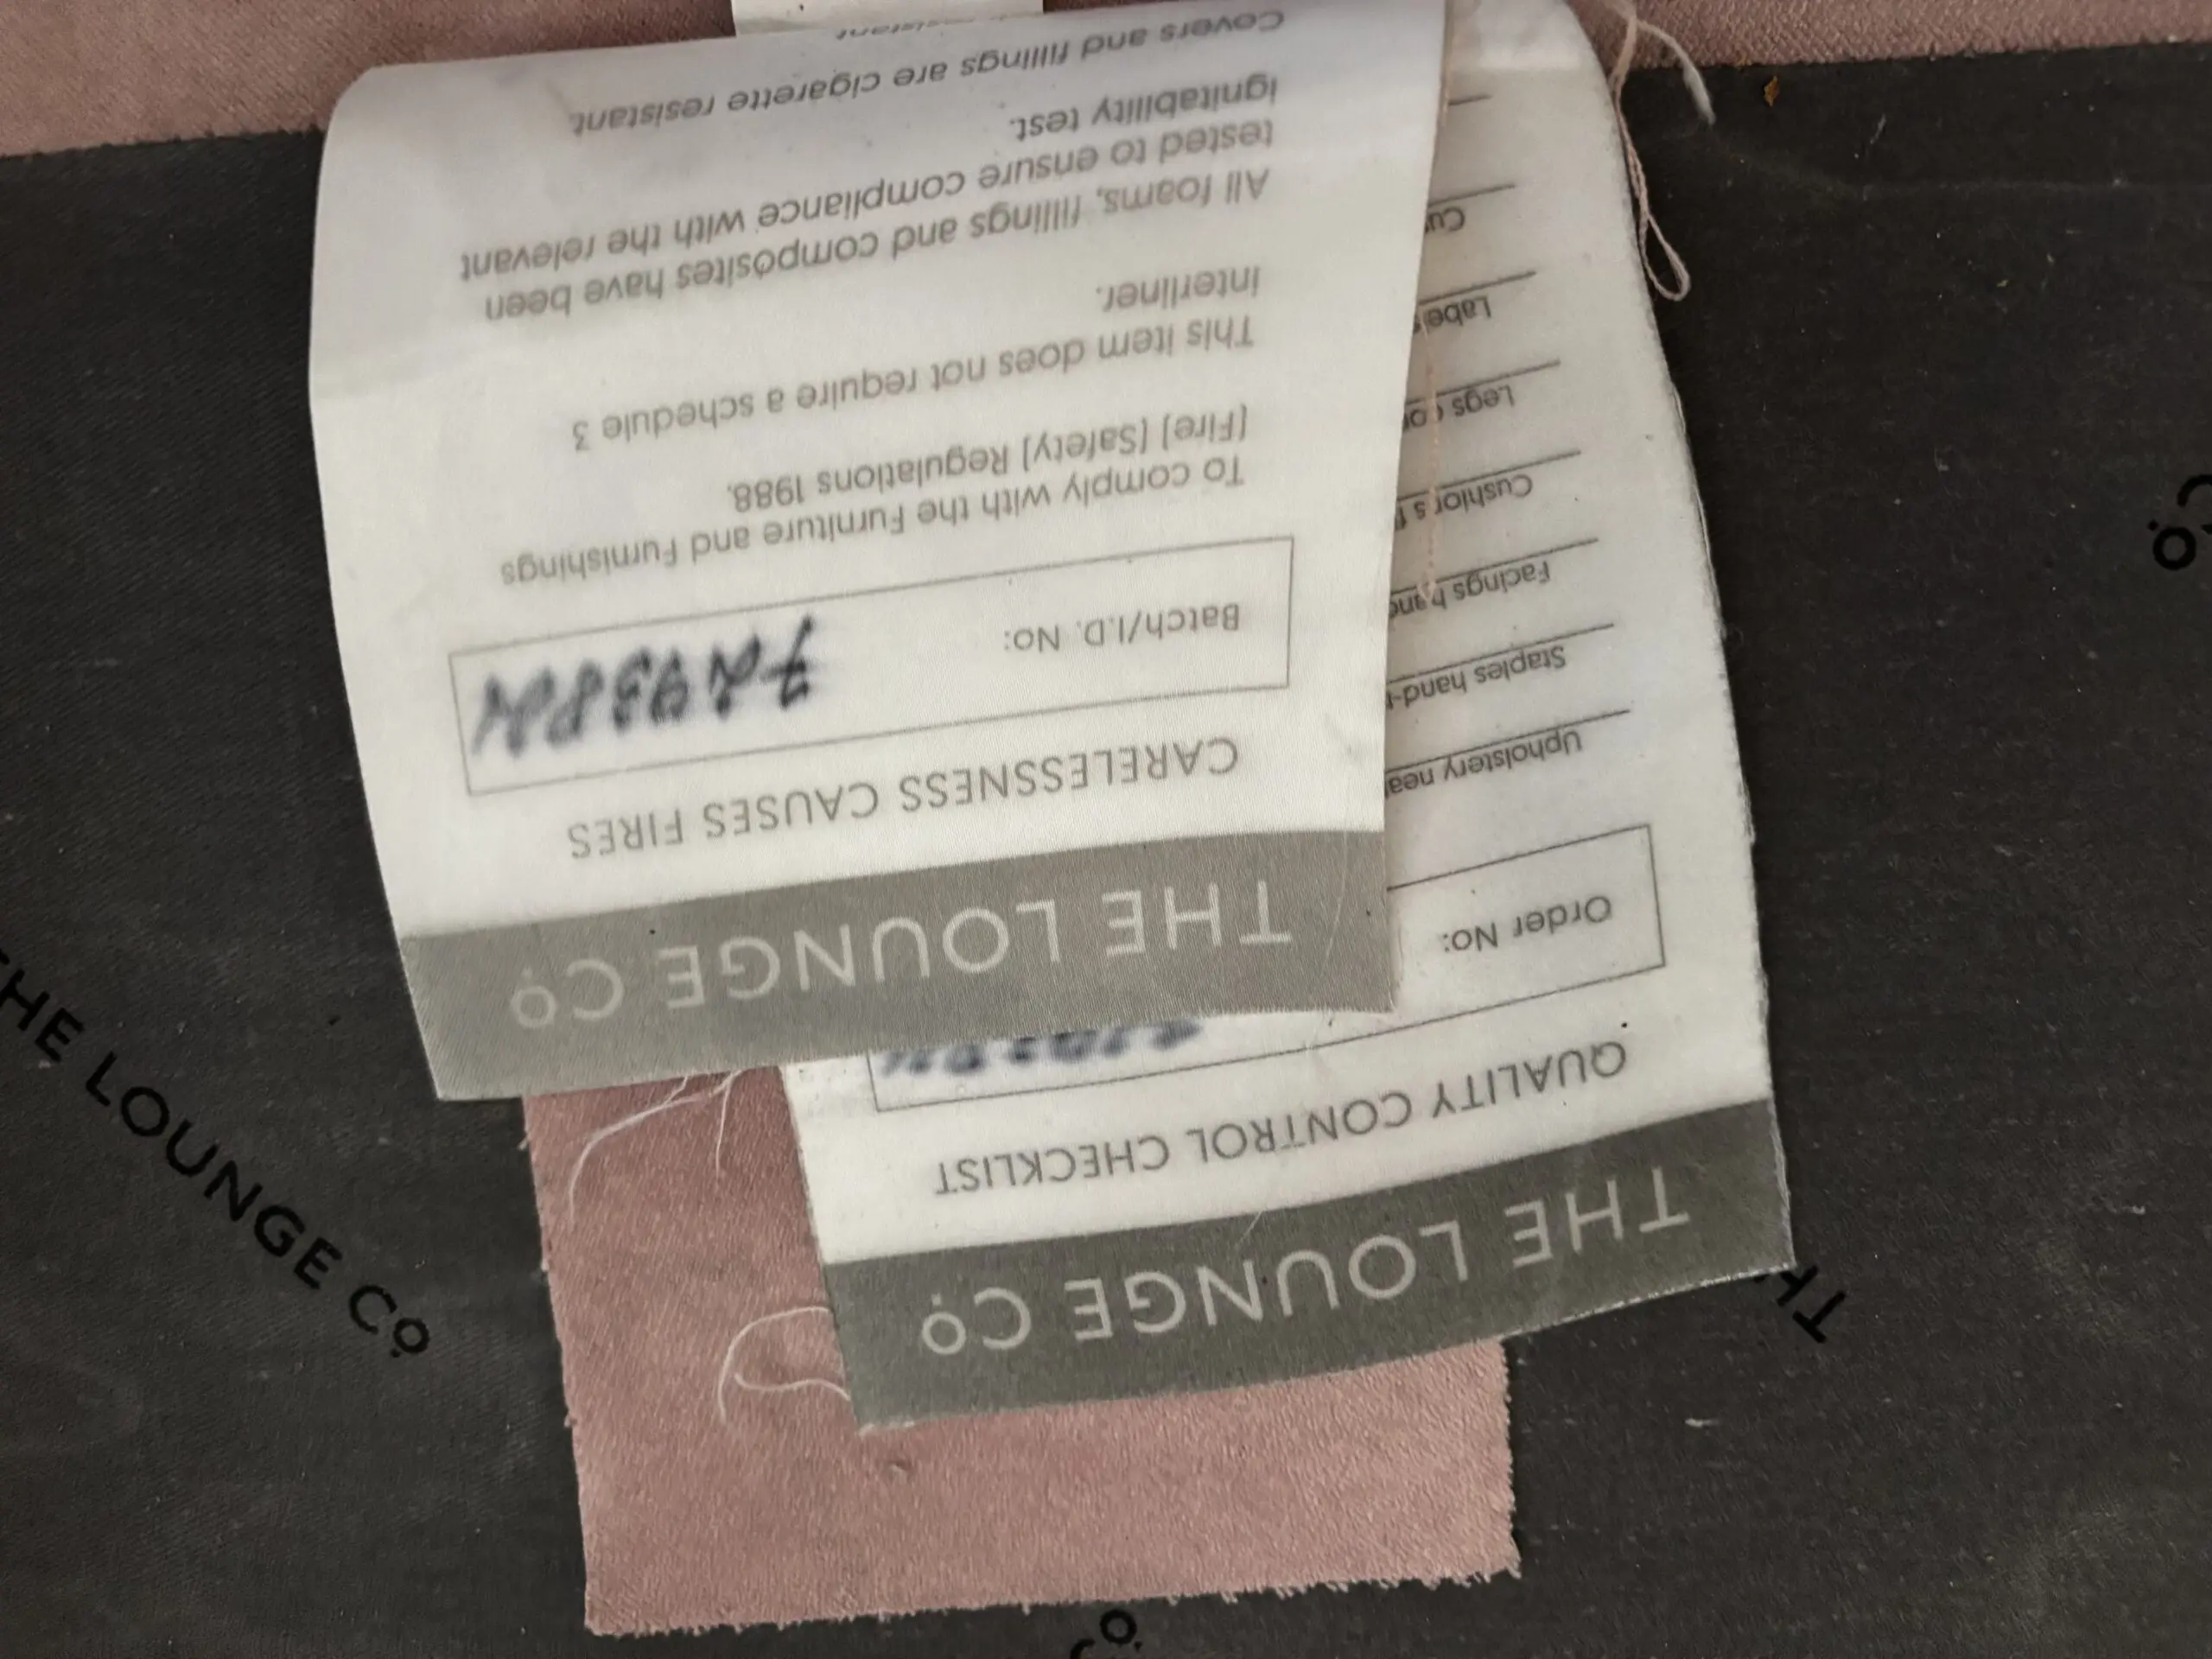 THE LOUNGE Cº
CARELESSNESS CAUSES FIRES
Batch/I.D. No:
To comply with the Furniture and Furnishings
(Fire) (Safety) Regulations 1988.
This item does not require a schedule 3
interliner.
All foams, fillings and composites have been
tested to ensure compliance with the relevant
ignitability test.
Covers and fillings are cigarette resistant.
THE LOUNGE Cº
QUALITY CONTROL CHECKLIST
Order No:
Upholstery
Staples hand-
Facings
Legs
THE LOUNGE Cº